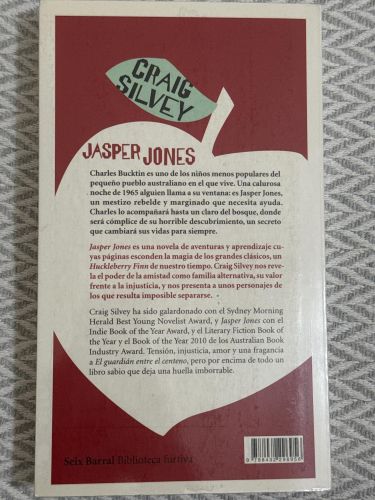 CRAIG
SILVEY
JASPER JONES
Charles Bucktin es uno de los niños menos populares del
pequeño pueblo australiano en el que vive. Una calurosa
noche de 1965 alguien llama a su ventana: es Jasper Jones,
un mestizo rebelde y marginado que necesita ayuda.
Charles lo acompañará hasta un claro del bosque, donde
será cómplice de su horrible descubrimiento, un secreto
que cambiará sus vidas para siempre.
Jasper Jones es una novela de aventuras y aprendizaje cu-
yas páginas esconden la magia de los grandes clásicos, un
Huckleberry Finn de nuestro tiempo. Craig Silvey nos reve-
la el poder de la amistad como familia alternativa, su valor
frente a la injusticia, y nos presenta a unos personajes de
los que resulta imposible separarse.
Craig Silvey ha sido galardonado con el Sydney Morning
Herald Best Young Novelist Award, y Jasper Jones con el
Indie Book of the Year Award, y el Literary Fiction Book of
the Year y el Book of the Year 2010 de los Australian Book
Industry Award. Tensión, injusticia, amor y una fragancia
a El guardián entre el centeno, pero por encima de todo un
libro sabio que deja una huella imborrable.
Seix Barral Biblioteca furtiva